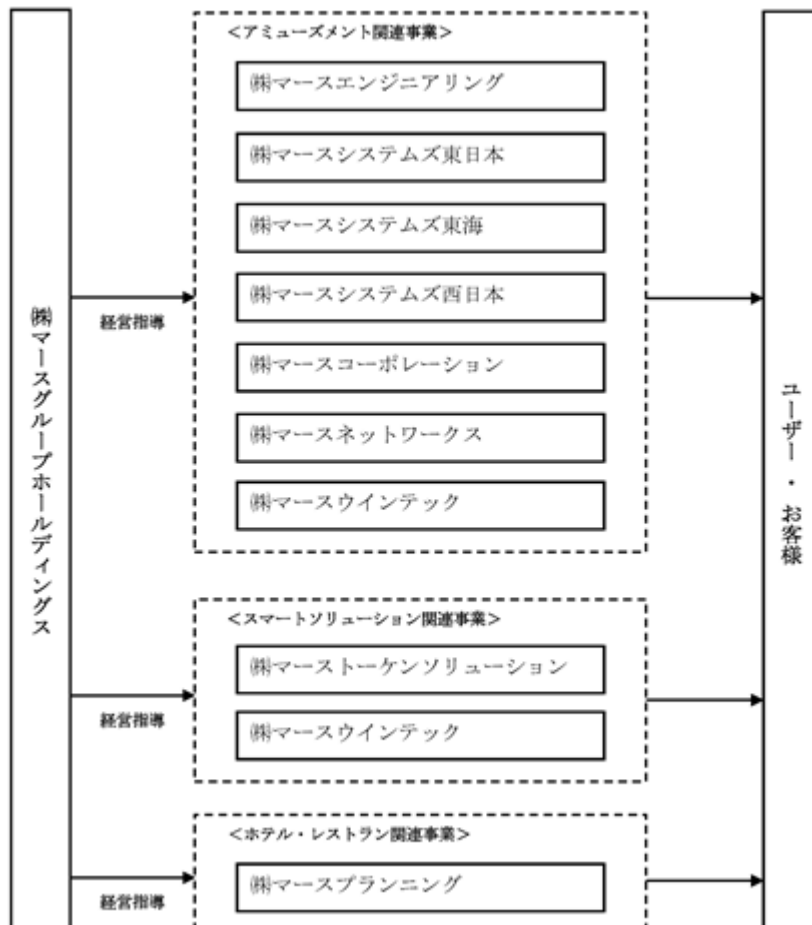 ㈱マースグループホールディングス
＜アミューズメント関連事業＞
㈱マースエンジニアリング
㈱マースシステムズ東日本
㈱マースシステムズ東海
㈱マースシステムズ西日本
㈱マースコーポレーション
㈱マースネットワークス
㈱マースウインテック
経営指導
＜スマートソリューション関連事業＞
㈱マーストーケンソリューション
㈱マースウインテック
経営指導
＜ホテル・レストラン関連事業＞
㈱マースプランニング
経営指導
ユーザー・お客様